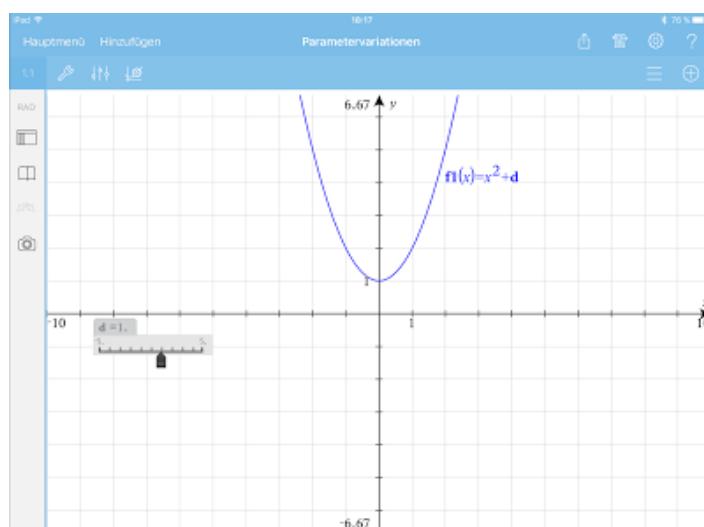 iPad 10:17 76 %
Hauptmenü Hinzufügen Parametervariationen ?
1.1
RAD
6.67 y
f1(x)=x²+d
1
-10 1
d =1.
5.
-6.67